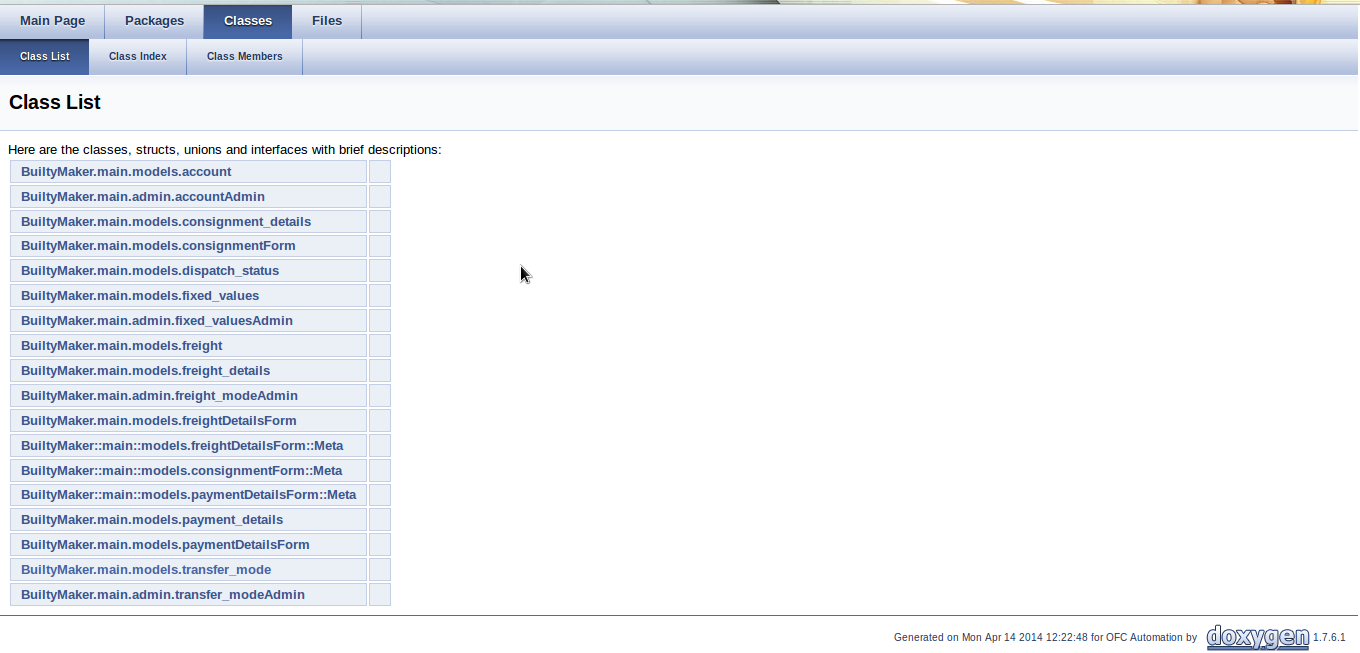 Main Page Packages Classes Files
Class List Class Index Class Members
Class List
Here are the classes, structs, unions and interfaces with brief descriptions:
BuiltyMaker.main.models.account
BuiltyMaker.main.admin.accountAdmin
BuiltyMaker.main.models.consignment_details
BuiltyMaker.main.models.consignmentForm
BuiltyMaker.main.models.dispatch_status
BuiltyMaker.main.models.fixed_values
BuiltyMaker.main.admin.fixed_valuesAdmin
BuiltyMaker.main.models.freight
BuiltyMaker.main.models.freight_details
BuiltyMaker.main.admin.freight_modeAdmin
BuiltyMaker.main.models.freightDetailsForm
BuiltyMaker::main::models.freightDetailsForm::Meta
BuiltyMaker::main::models.consignmentForm::Meta
BuiltyMaker::main::models.paymentDetailsForm::Meta
BuiltyMaker.main.models.payment_details
BuiltyMaker.main.models.paymentDetailsForm
BuiltyMaker.main.models.transfer_mode
BuiltyMaker.main.admin.transfer_modeAdmin
Generated on Mon Apr 14 2014 12:22:48 for OFC Automation by doxygen 1.7.6.1